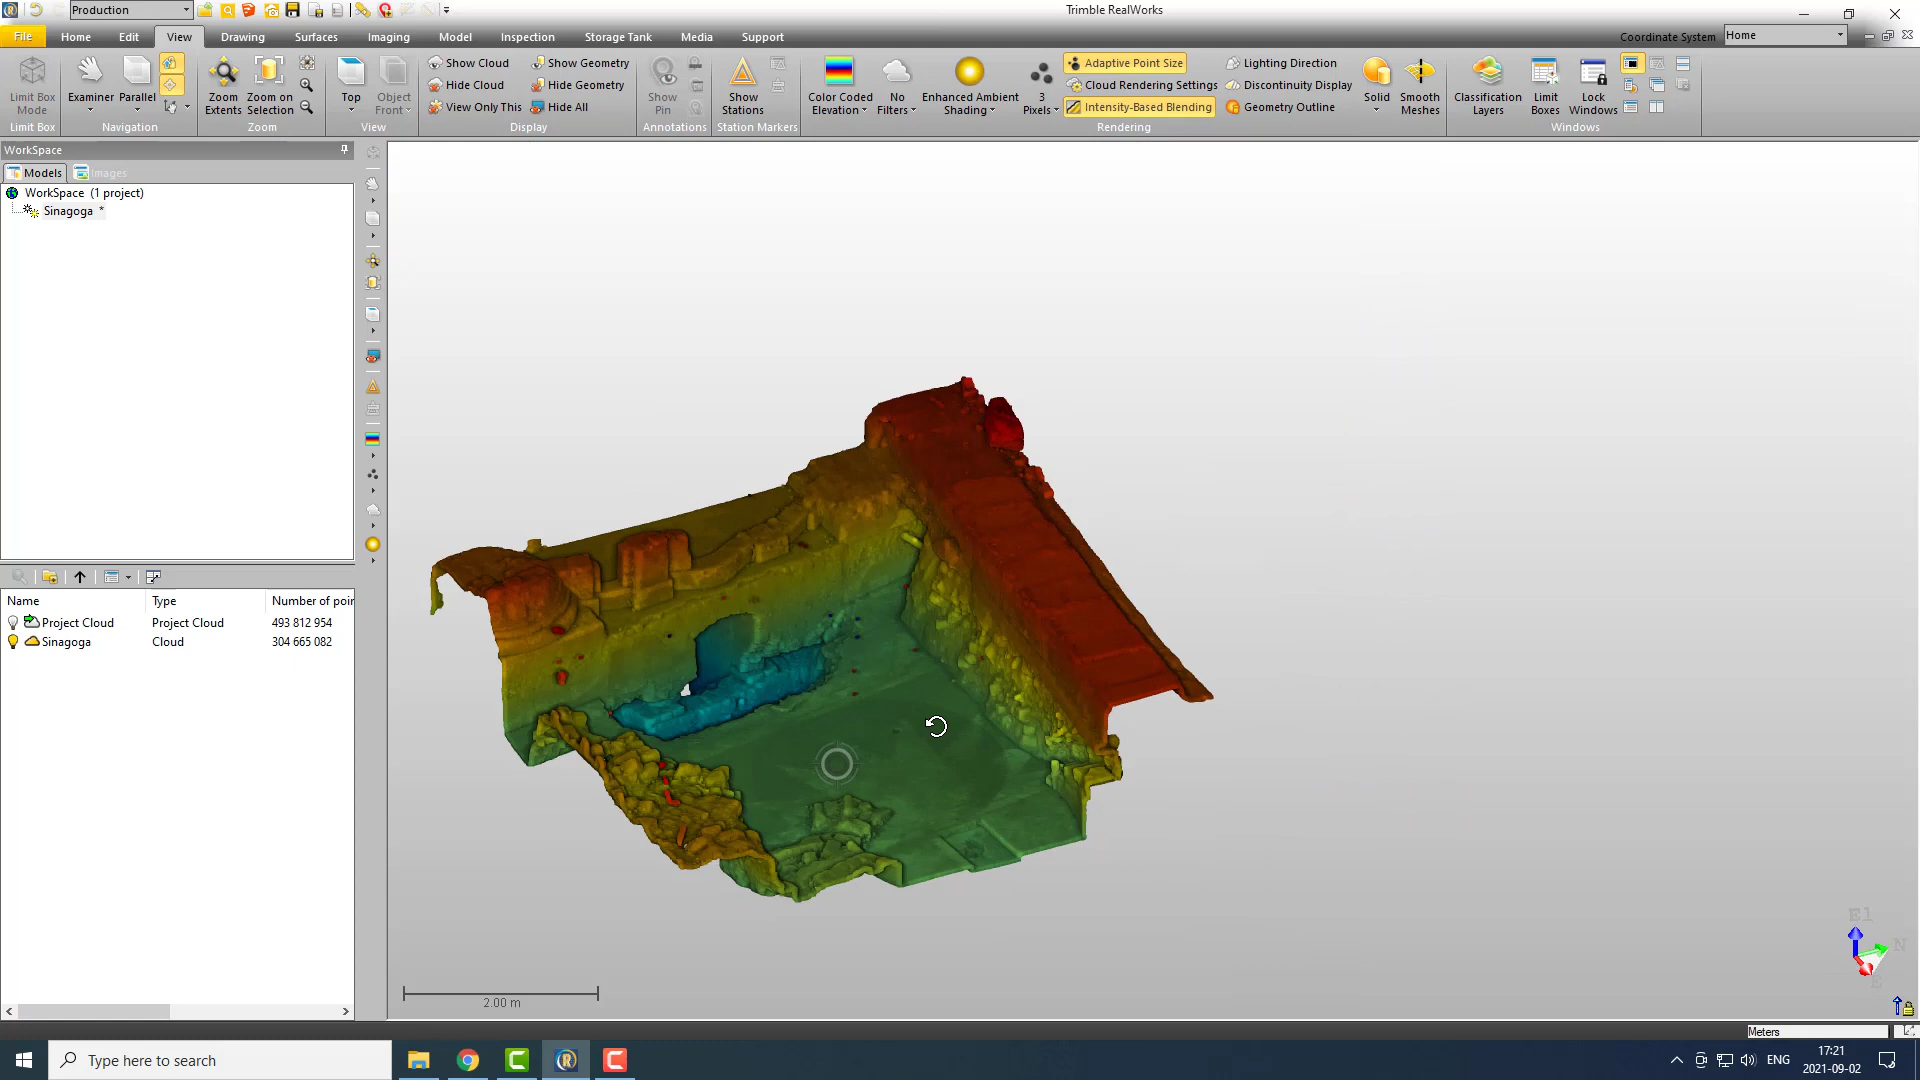 Production
Trimble RealWorks
File Home Edit View Drawing Surfaces Imaging Model Inspection Storage Tank Media Support
Coordinate System Home
Limit Box Mode
Limit Box
Examiner
Parallel
Navigation
Zoom Extents
Zoom on Selection
Zoom
Top
Object Front
View
Show Cloud
Hide Cloud
View Only This
Show Geometry
Hide Geometry
Hide All
Display
Show Pin
Annotations
Show Stations
Station Markers
Color Coded Elevation
No Filters
Enhanced Ambient Shading
3 Pixels
Adaptive Point Size
Cloud Rendering Settings
Intensity-Based Blending
Lighting Direction
Discontinuity Display
Geometry Outline
Rendering
Solid
Smooth Meshes
Classification Layers
Limit Boxes
Lock Windows
Windows
WorkSpace
Models Images
WorkSpace (1 project)
Sinagoga *
Name Type Number of poir
Project Cloud Project Cloud 493 812 954
Sinagoga Cloud 304 665 082
2.00 m
El
N
E
Meters
Type here to search
ENG
17:21
2021-09-02